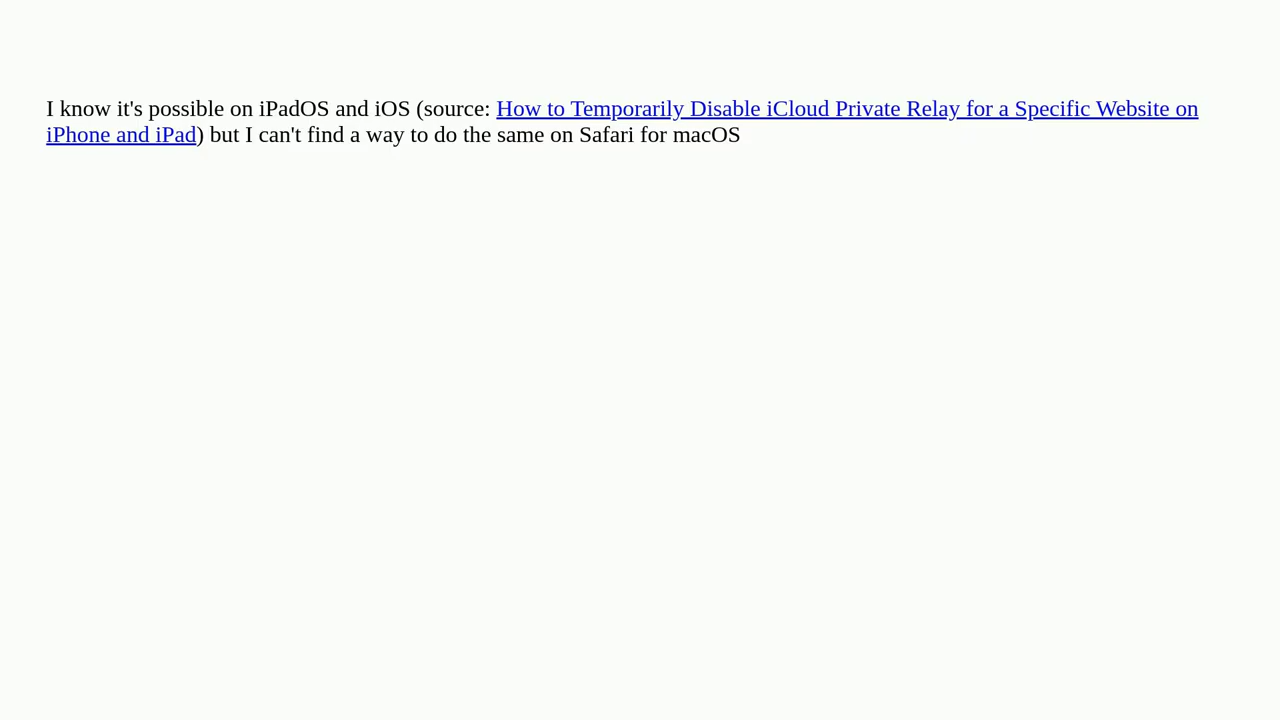 I know it's possible on iPadOS and iOS (source: How to Temporarily Disable iCloud Private Relay for a Specific Website on
iPhone and iPad) but I can't find a way to do the same on Safari for macOS